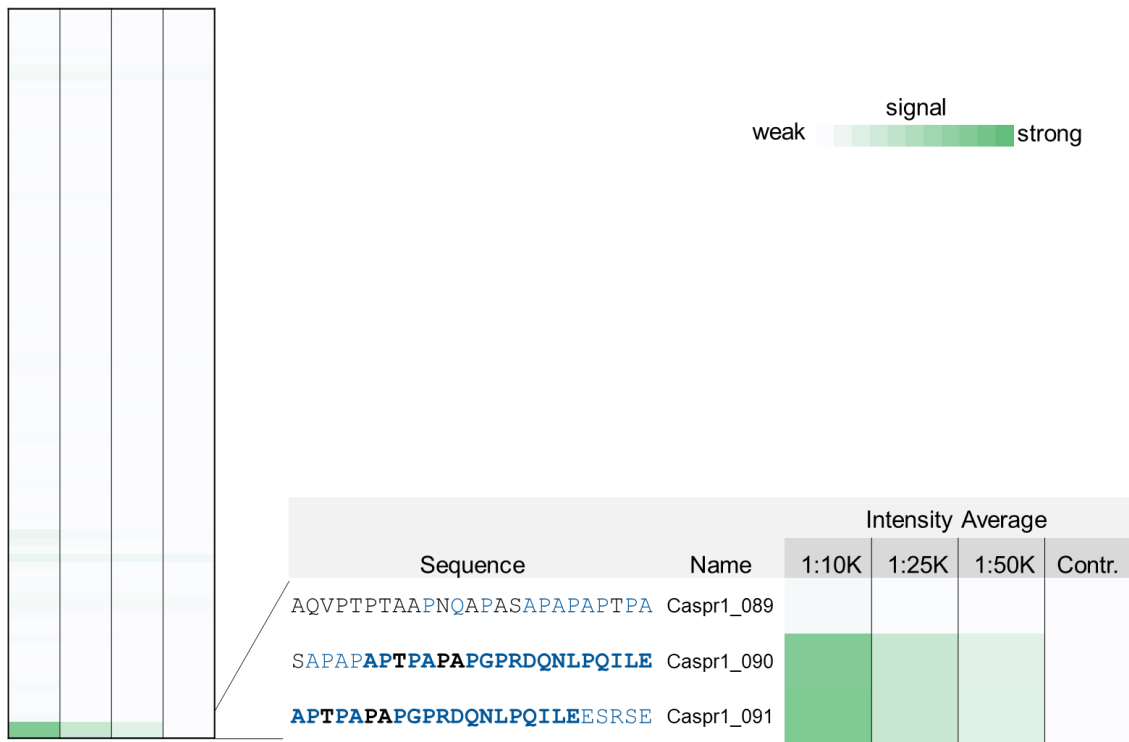 signal
weak strong
Intensity Average
Sequence Name 1:10K 1:25K 1:50K Contr.
AQVPTPTAAPNQAPASAPAPAPTPA Caspr1_089
SAPAPAPTPAPAPGPRDQNLPQILE Caspr1_090
APTPAPAPGPRDQNLPQILEESRSE Caspr1_091